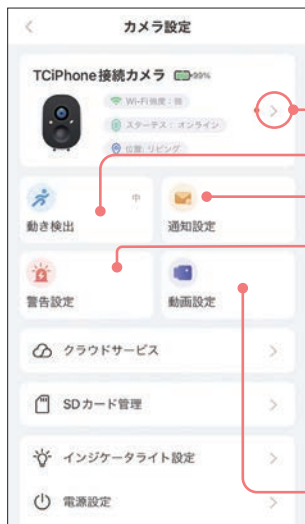 カメラ設定
TCiPhone接続カメラ 99%
Wi-Fi強度：強
ステータス：オンライン
位置: リビング
中
動き検出
通知設定
警告設定
動画設定
クラウドサービス
SDカード管理
インジケータライト設定
電源設定